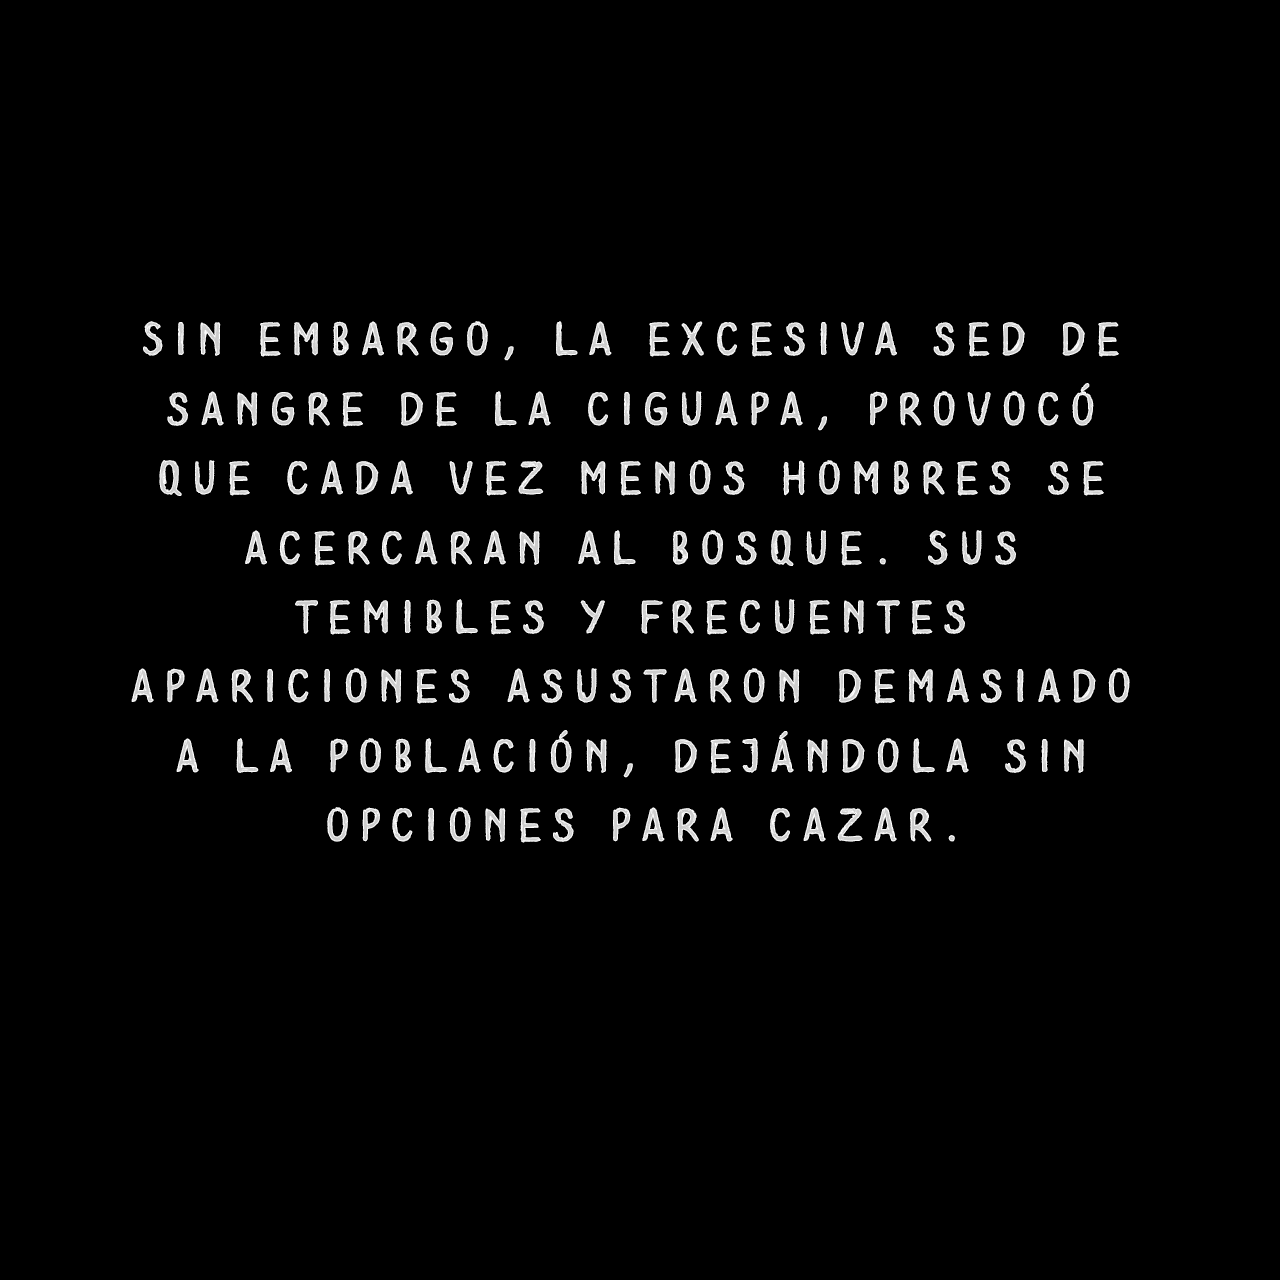 SIN EMBARGO, LA EXCESIVA SED DE
SANGRE DE LA CIGUAPA, PROVOCÓ
QUE CADA VEZ MENOS HOMBRES SE
ACERCARAN AL BOSQUE. SUS
TEMIBLES Y FRECUENTES
APARICIONES ASUSTARON DEMASIADO
A LA POBLACIÓN, DEJÁNDOLA SIN
OPCIONES PARA CAZAR.